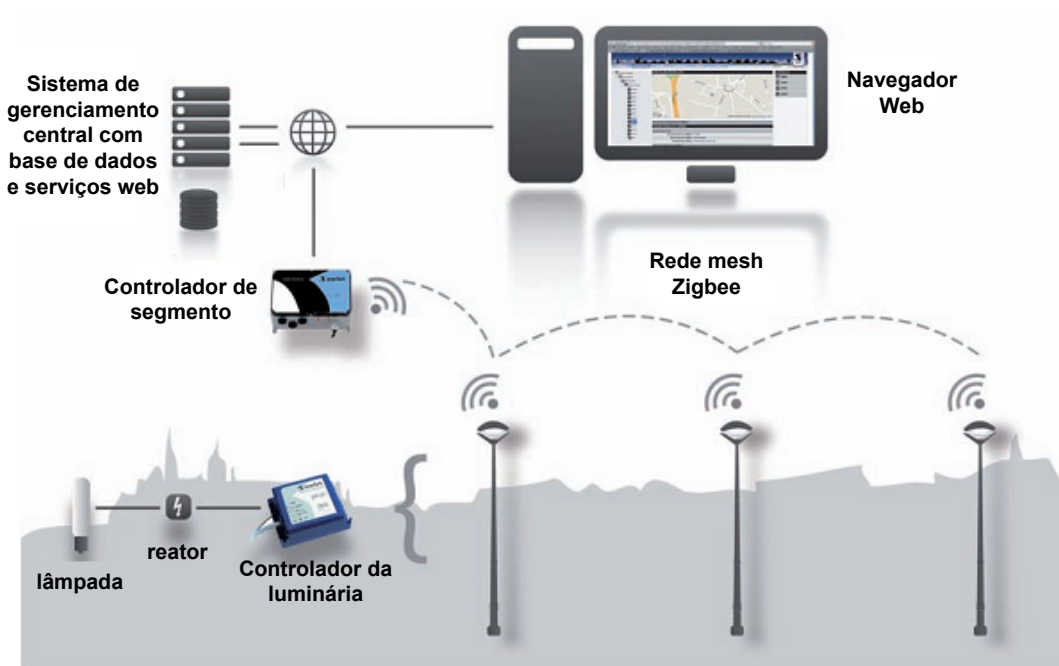 Sistema de
gerenciamento
central com
base de dados
e serviços web
Navegador
Web
Controlador de
segmento
Rede mesh
Zigbee
lâmpada
reator
Controlador da
luminária